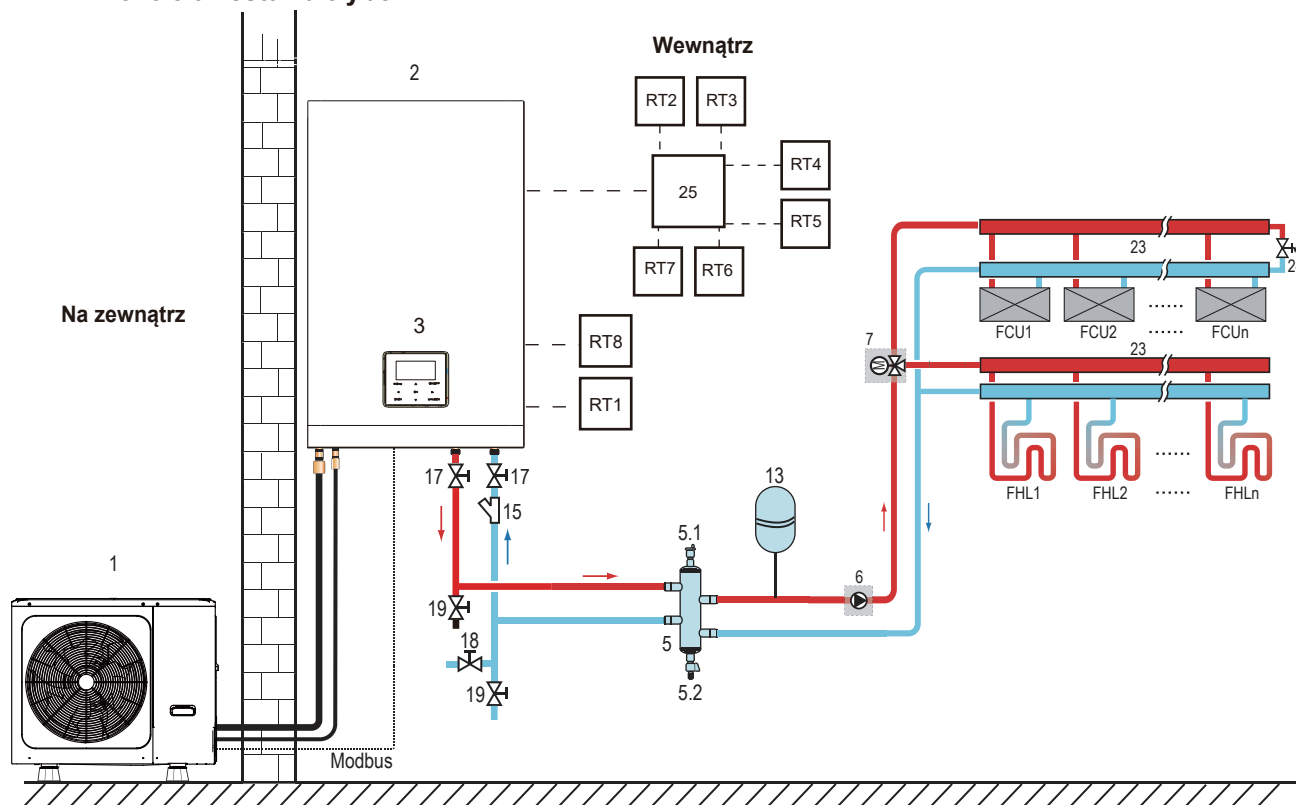 Wewnątrz
2
RT2
RT3
RT4
25
RT5
RT7
RT6
23
Na zewnątrz
FCU1
FCU2
......
......
FCUn
3
RT8
7
23
RT1
17
17
13
FHL1
FHL2
......
......
FHLn
15
5.1
1
6
19
18
5
19
5.2
Modbus